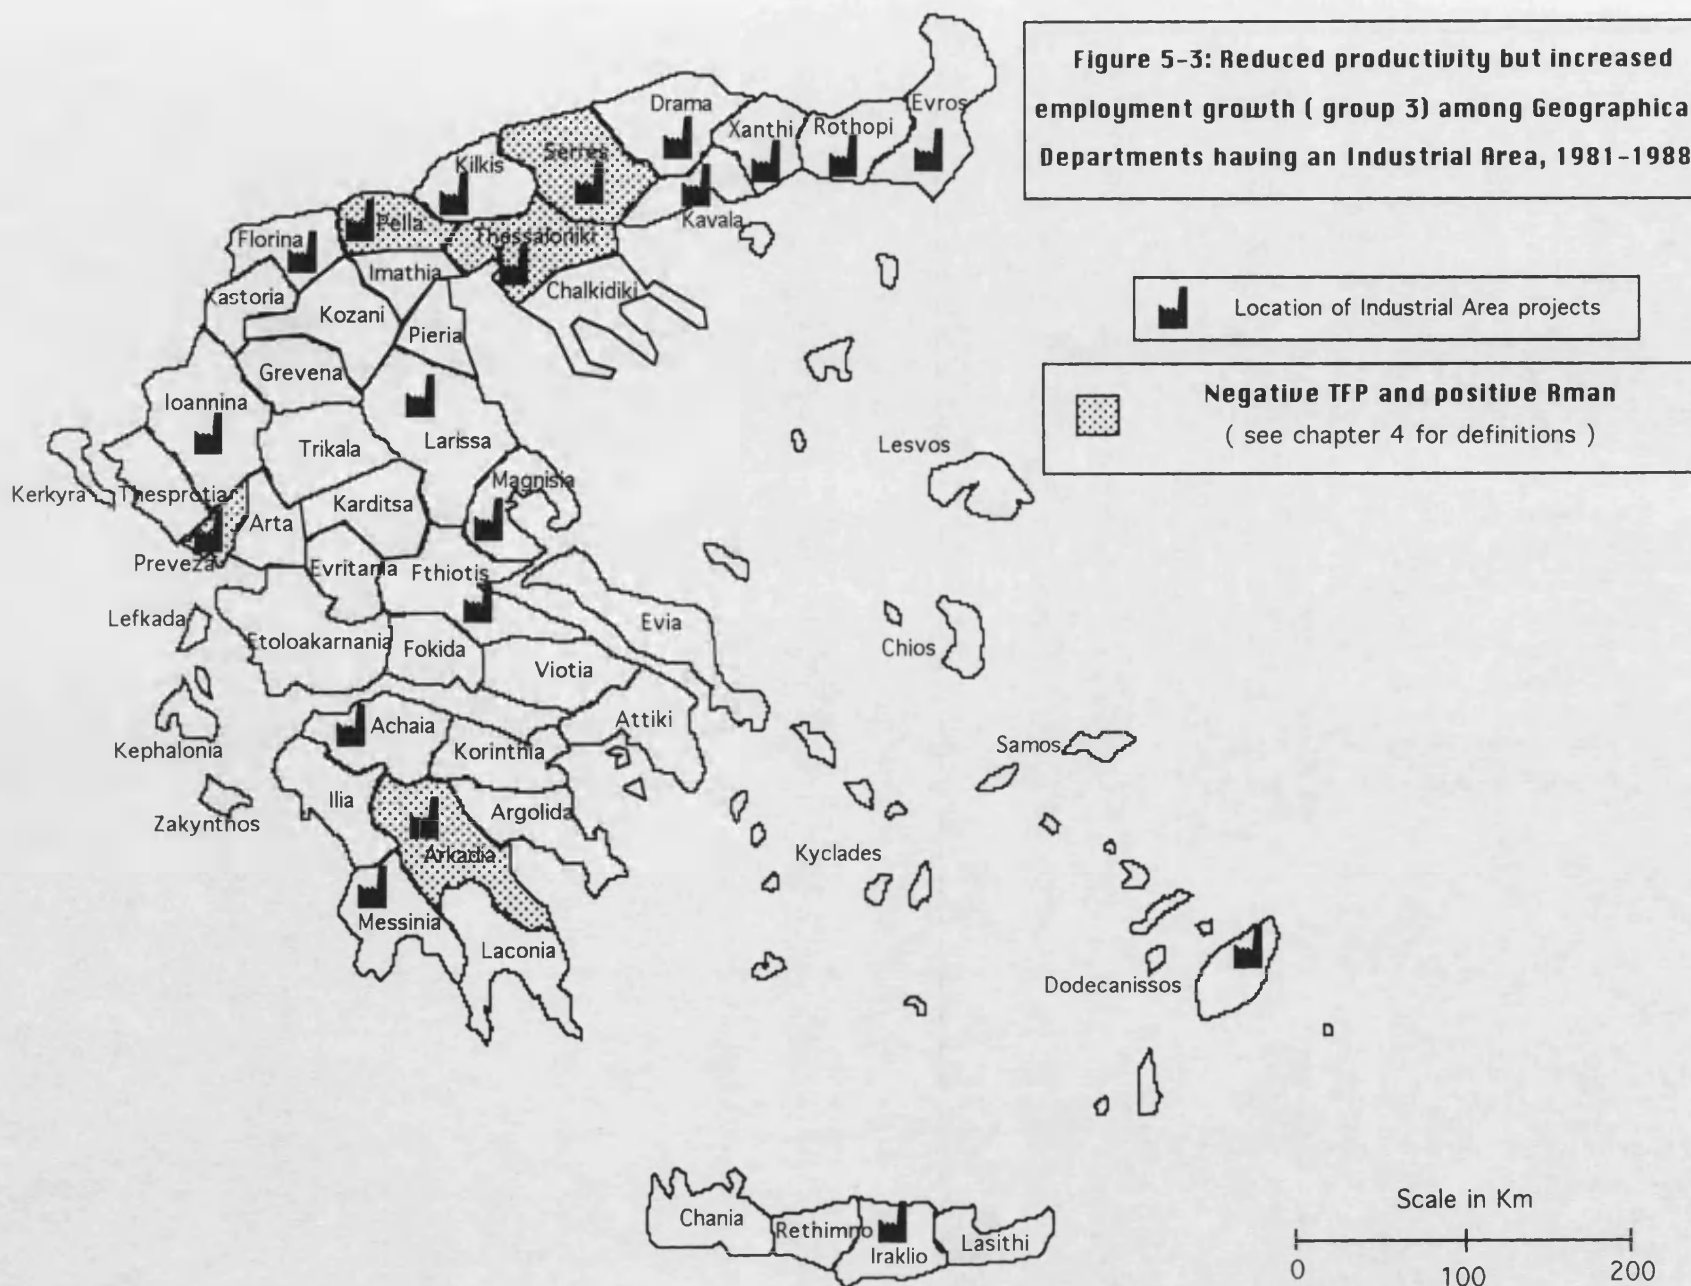 Figure 5-3: Reduced productivity but increased
employment growth ( group 3) among Geographica
Departments having an Industrial Area, 1981-1988
Location of Industrial Area projects
Negative TFP and positive Rman
( see chapter 4 for definitions )
Drama
Xanthi
Rothopi
Evros
Serres
Kilkis
Kavala
Pella
Thessaloniki
Florina
Imathia
Chalkidiki
Kastoria
Kozani
Pieria
Grevena
Ioannina
Larissa
Trikala
Lesvos
Magnisia
Kerkyra
Thesprotia
Karditsa
Arta
Preveza
Evritania
Fthiotis
Lefkada
Evia
Etoloakarnania
Fokida
Chios
Viotia
Achaia
Attiki
Kephalonia
Korinthia
Samos
Ilia
Argolida
Zakynthos
Arkadia
Kyclades
Messinia
Laconia
Dodecanissos
Chania
Rethimno
Iraklio
Lasithi
Scale in Km
0 100 200